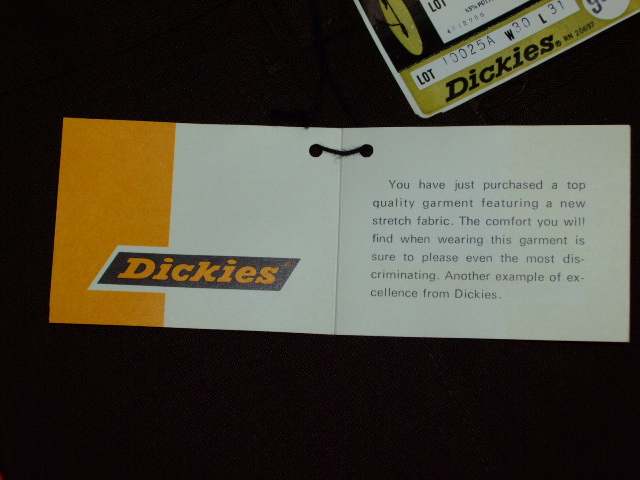 LOT
LOT 10025A W30 L31
Dickies® RN 20697
Dickies®
You have just purchased a top
quality garment featuring a new
stretch fabric. The comfort you will
find when wearing this garment is
sure to please even the most dis-
criminating. Another example of ex-
cellence from Dickies.